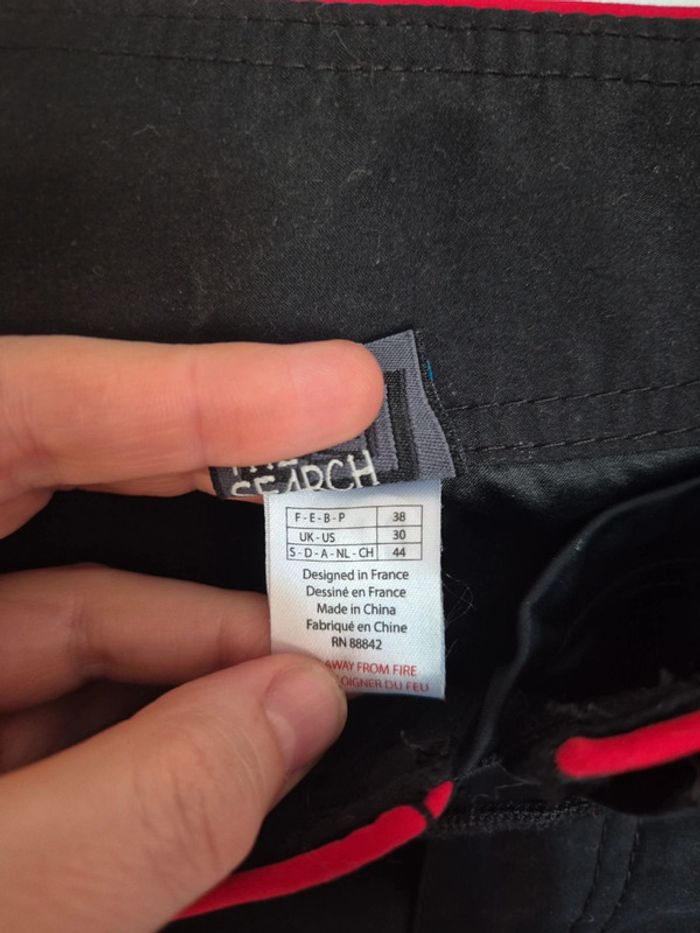 SEARCH
F - E - B - P 38
UK - US 30
S - D - A - NL - CH 44
Designed in France
Dessiné en France
Made in China
Fabriqué en Chine
RN 88842
AWAY FROM FIRE
DU FEU